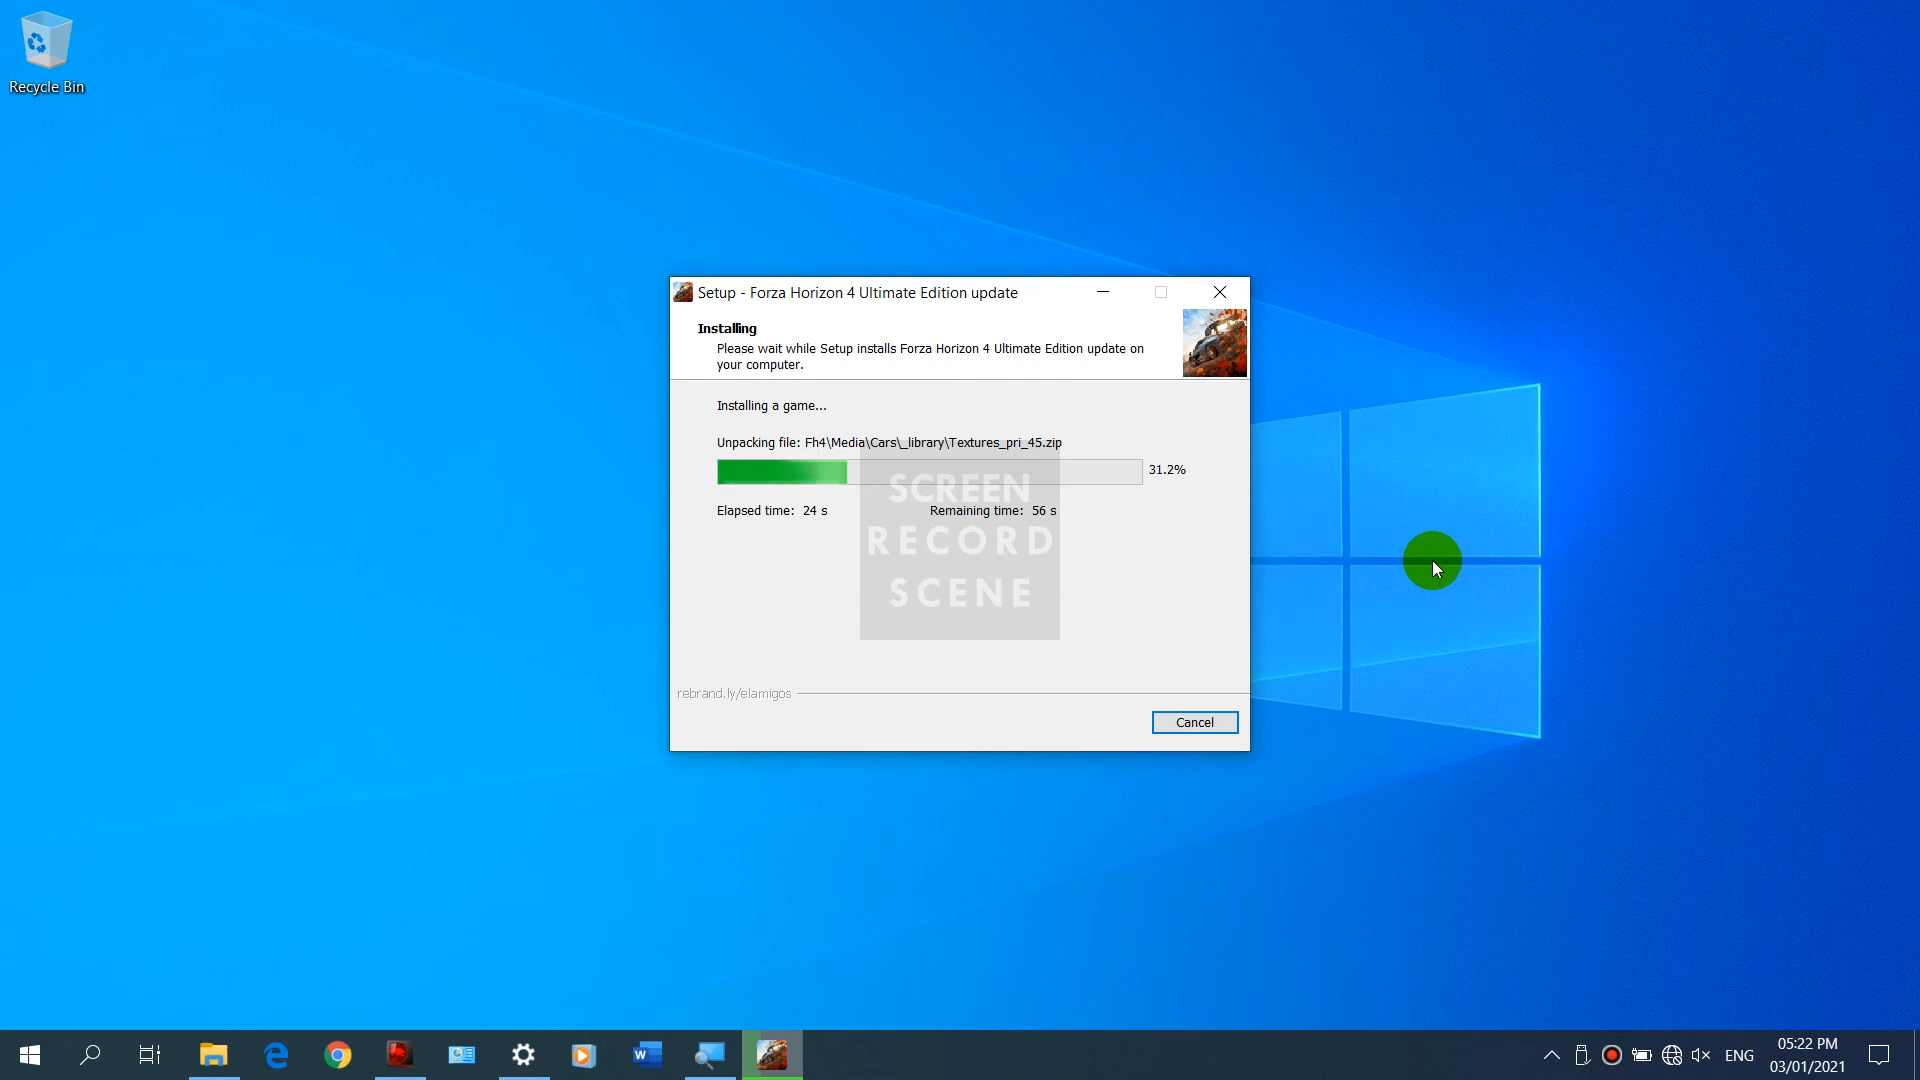 Recycle Bin
Setup - Forza Horizon 4 Ultimate Edition update
Installing
Please wait while Setup installs Forza Horizon 4 Ultimate Edition update on
your computer.
Installing a game...
Unpacking file: Fh4\Media\Cars\_library\Textures_pri_45.zip
31.2%
SCREEN
Elapsed time: 24 s Remaining time: 56 s
RECORD
SCENE
rebrand.ly/elamigos
Cancel
ENG
05:22 PM
03/01/2021